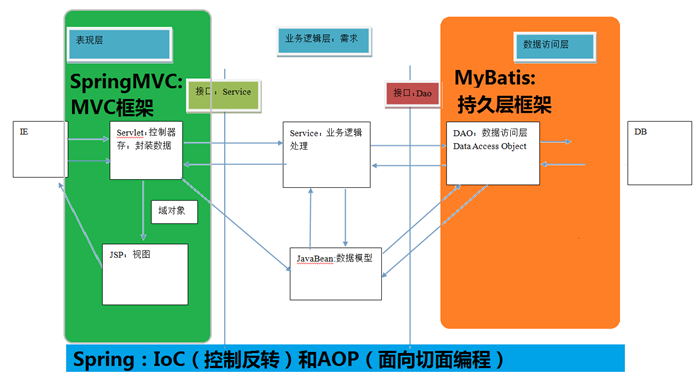 表现层
业务逻辑层：需求
数据访问层
SpringMVC:
MVC框架
接口：Service
接口：Dao
MyBatis:
持久层框架
IE
Servlet：控制器
存：封装数据
Service：业务逻辑
处理
DAO：数据访问层
Data Access Object
DB
域对象
JSP：视图
JavaBean:数据模型
Spring：IoC（控制反转）和AOP（面向切面编程）